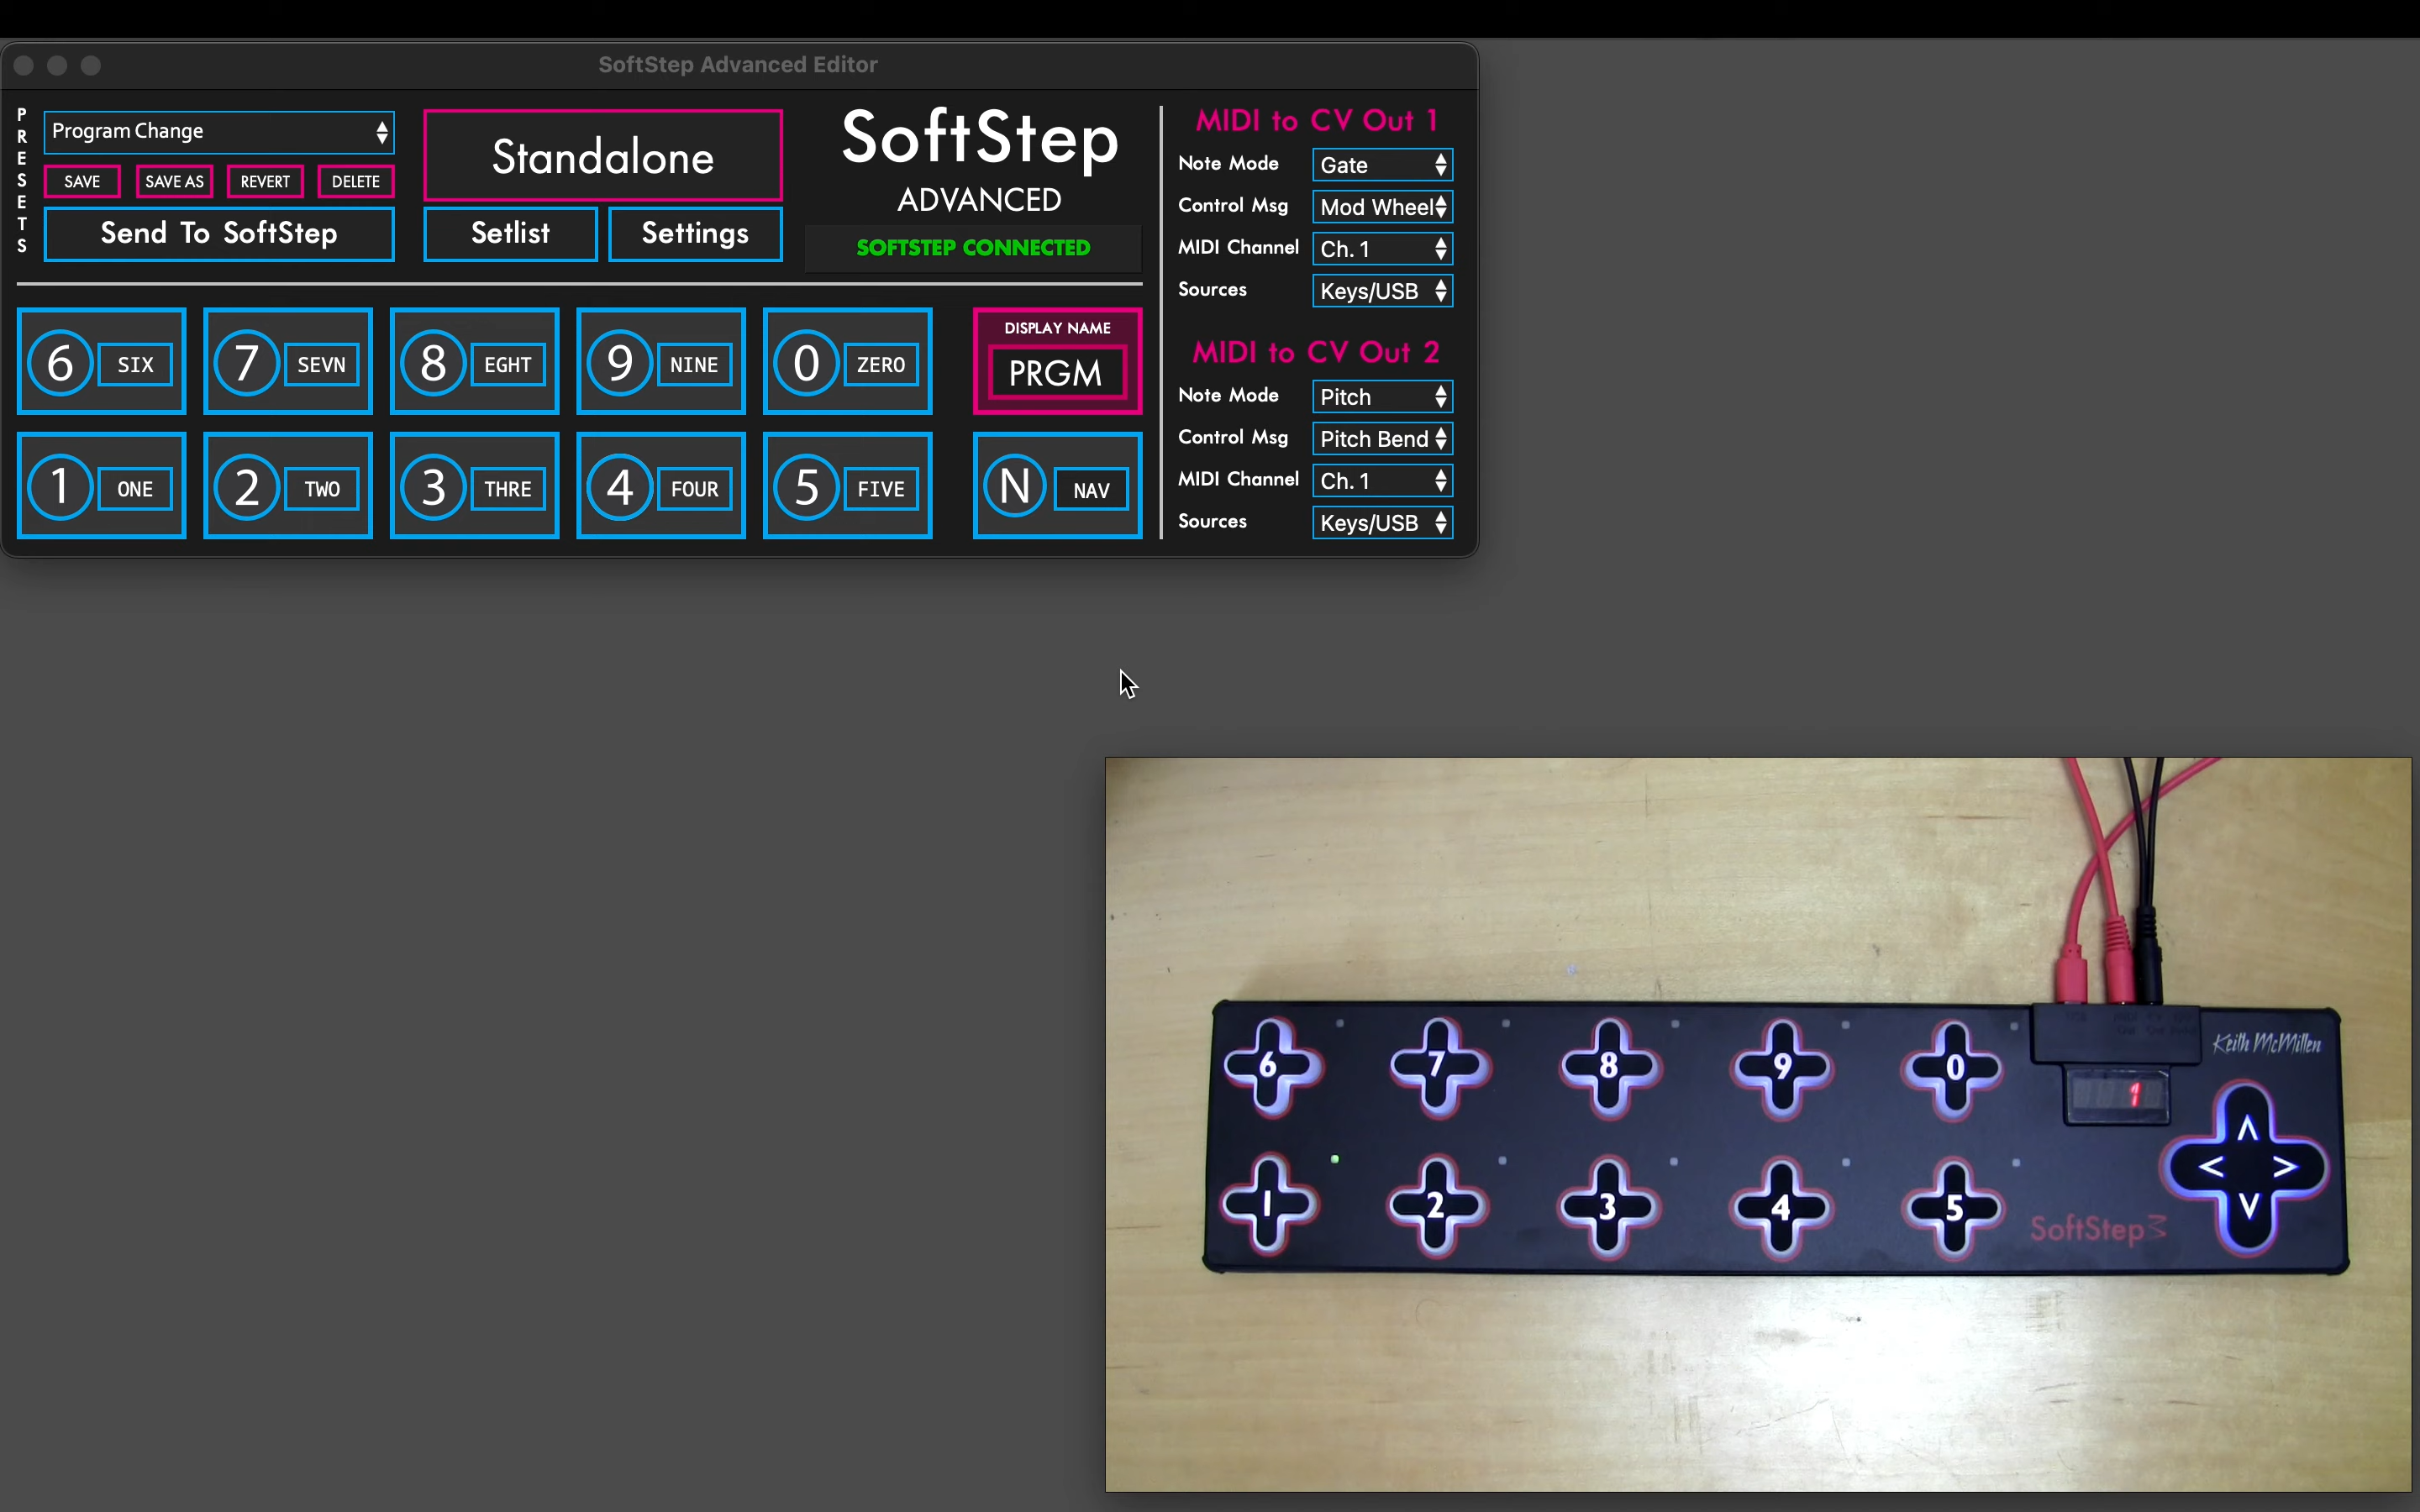 SoftStep Advanced Editor
PRESETS
Program Change
SAVE
SAVE AS
REVERT
DELETE
Send To SoftStep
Standalone
Setlist
Settings
SoftStep
ADVANCED
SOFTSTEP CONNECTED
6 SIX
7 SEVN
8 EGHT
9 NINE
0 ZERO
DISPLAY NAME
PRGM
1 ONE
2 TWO
3 THRE
4 FOUR
5 FIVE
N NAV
MIDI to CV Out 1
Note Mode Gate
Control Msg Mod Wheel
MIDI Channel Ch. 1
Sources Keys/USB
MIDI to CV Out 2
Note Mode Pitch
Control Msg Pitch Bend
MIDI Channel Ch. 1
Sources Keys/USB
6 7 8 9 0
Keith McMillen
1
1 2 3 4 5
SoftStep